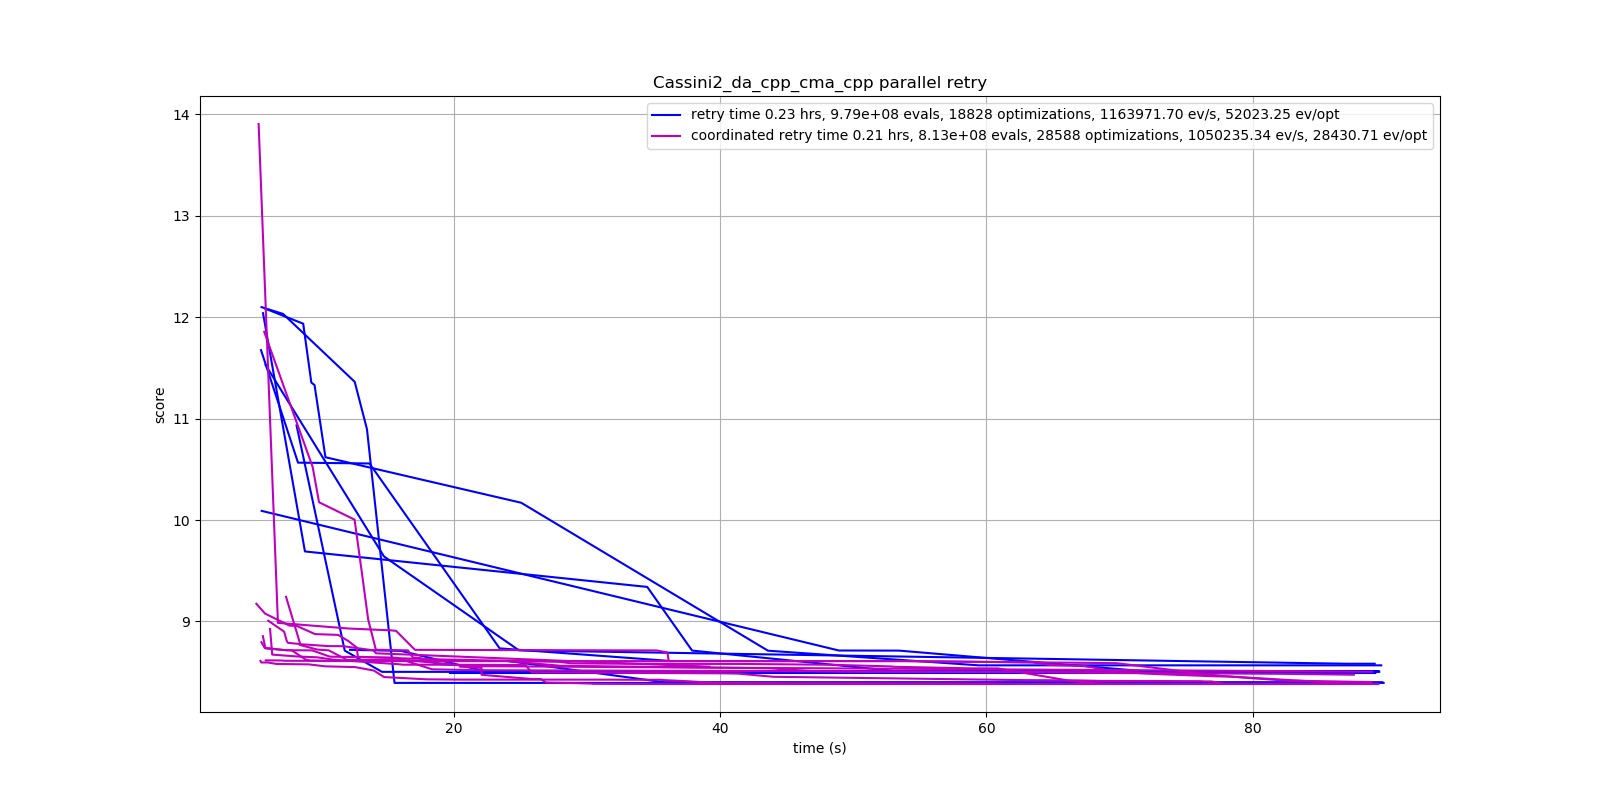 Cassini2_da_cpp_cma_cpp parallel retry
retry time 0.23 hrs, 9.79e+08 evals, 18828 optimizations, 1163971.70 ev/s, 52023.25 ev/opt
coordinated retry time 0.21 hrs, 8.13e+08 evals, 28588 optimizations, 1050235.34 ev/s, 28430.71 ev/opt
14
13
12
11
10
9
score
20 40 60 80
time (s)